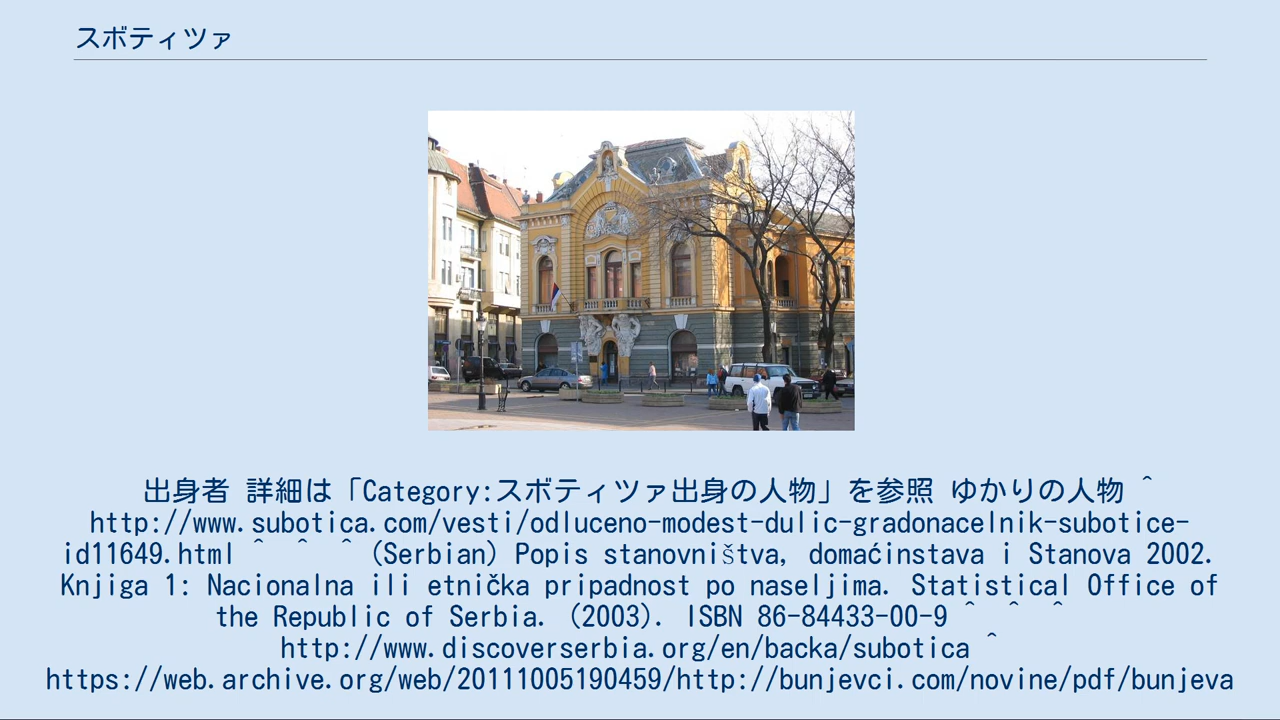 スボティツァ
出身者 詳細は「Category:スボティツァ出身の人物」を参照 ゆかりの人物 ^
http://www.subotica.com/vesti/odluceno-modest-dulic-gradonacelnik-subotice-
id11649.html ^ ^ ^ (Serbian) Popis stanovništva, domaćinstava i Stanova 2002.
Knjiga 1: Nacionalna ili etnička pripadnost po naseljima. Statistical Office of
the Republic of Serbia. (2003). ISBN 86-84433-00-9 ^ ^ ^
http://www.discoverserbia.org/en/backa/subotica ^
https://web.archive.org/web/20111005190459/http://bunjevci.com/novine/pdf/bunjeva